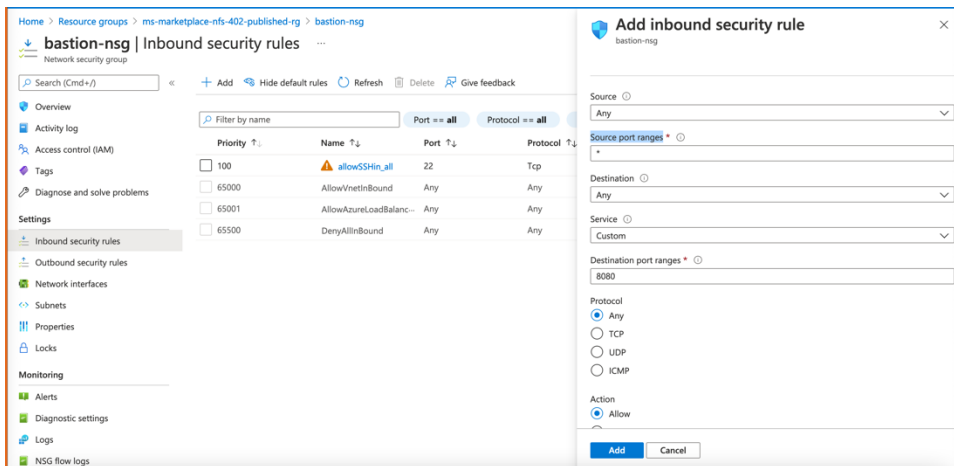 Home > Resource groups > ms-marketplace-nfs-402-published-rg > bastion-nsg
bastion-nsg | Inbound security rules ...
Network security group
Search (Cmd+/)
«
Overview
Activity log
Access control (IAM)
Tags
Diagnose and solve problems
Settings
Inbound security rules
Outbound security rules
Network interfaces
Subnets
Properties
Locks
Monitoring
Alerts
Diagnostic settings
Logs
NSG flow logs
+ Add Hide default rules Refresh Delete Give feedback
Filter by name Port == all Protocol == all
Priority ↑↓ Name ↑↓ Port ↑↓ Protocol ↑↓
100 allowSSHin_all 22 Tcp
65000 AllowVnetInBound Any Any
65001 AllowAzureLoadBalanc... Any Any
65500 DenyAllInBound Any Any
Add inbound security rule
bastion-nsg
Source
Any
Source port ranges *
*
Destination
Any
Service
Custom
Destination port ranges *
8080
Protocol
Any
TCP
UDP
ICMP
Action
Allow
Add Cancel